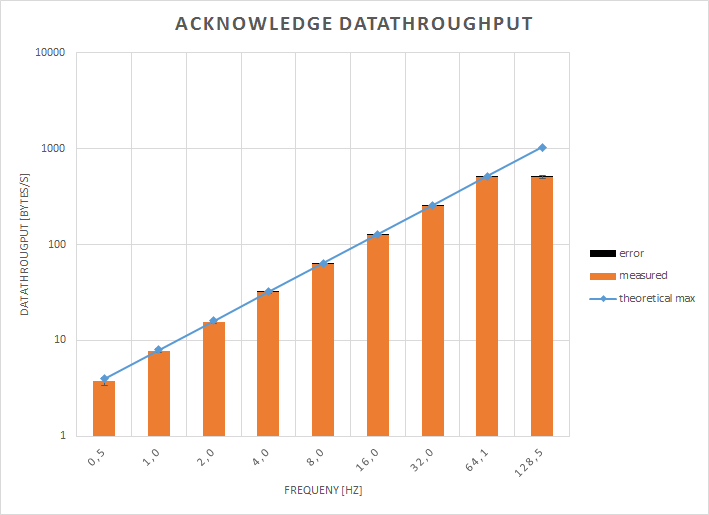 ACKNOWLEDGE DATATHROUGHPUT
10000
1000
100
10
1
DATATHROUGPUT [BYTES/S]
0,5
1,0
2,0
4,0
8,0
16,0
32,0
64,1
128,5
FREQUENY [HZ]
error
measured
theoretical max